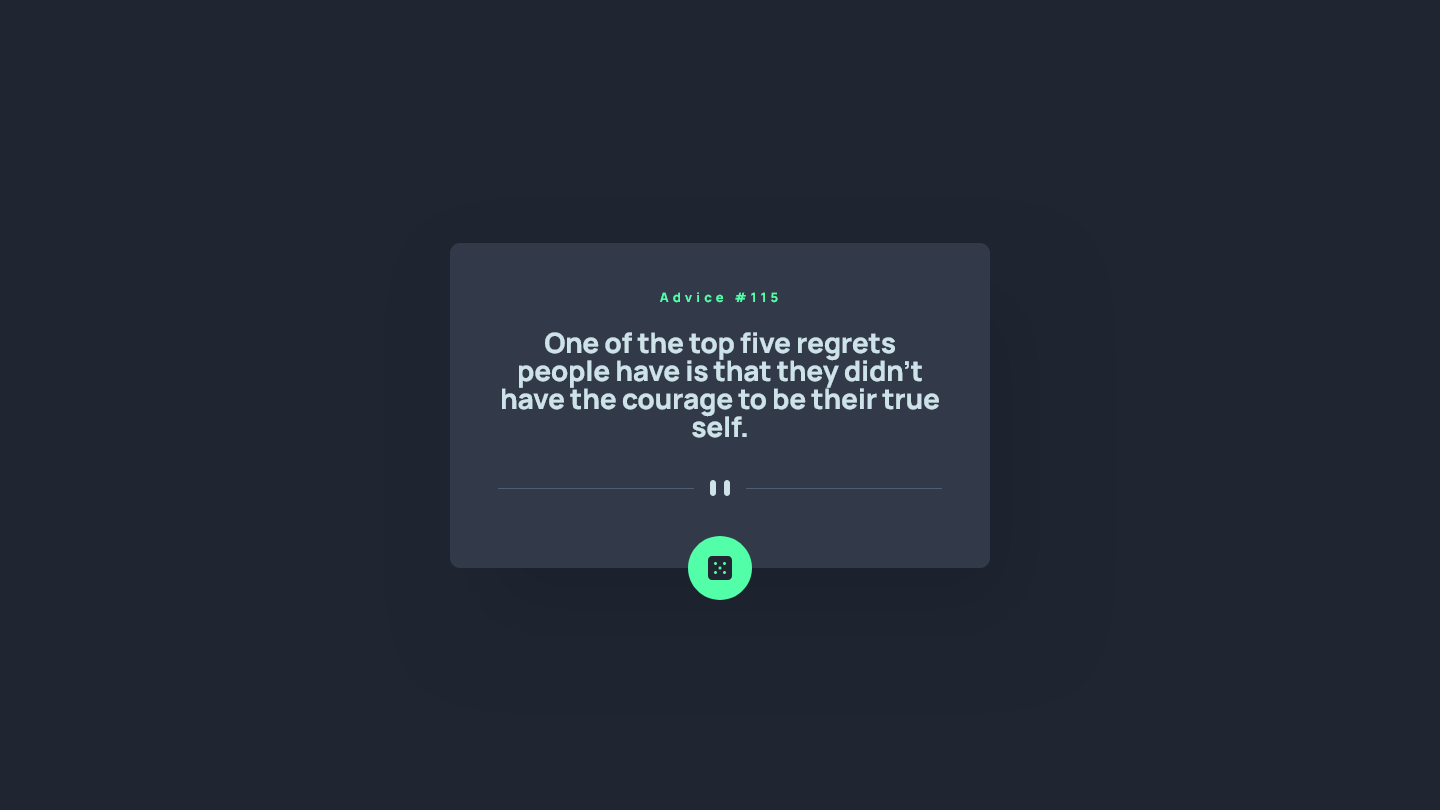 Advice #115
One of the top five regrets
people have is that they didn't
have the courage to be their true
self.